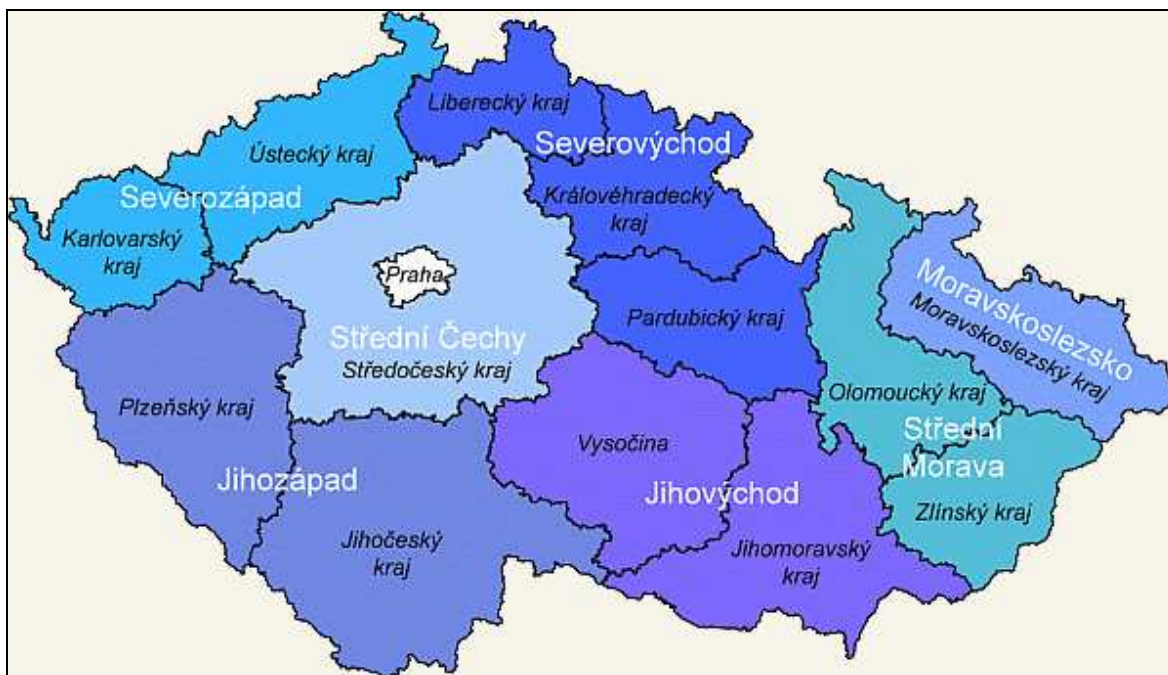 Liberecký kraj
Severovýchod
Ústecký kraj
Severozápad
Královéhradecký
kraj
Karlovarský
kraj
Praha
Moravskoslezsko
Moravskoslezský kraj
Pardubický kraj
Střední Čechy
Středočeský kraj
Olomoucký kraj
Plzeňský kraj
Střední
Morava
Vysočina
Jihozápad
Jihovýchod
Zlínský kraj
Jihočeský
kraj
Jihomoravský
kraj